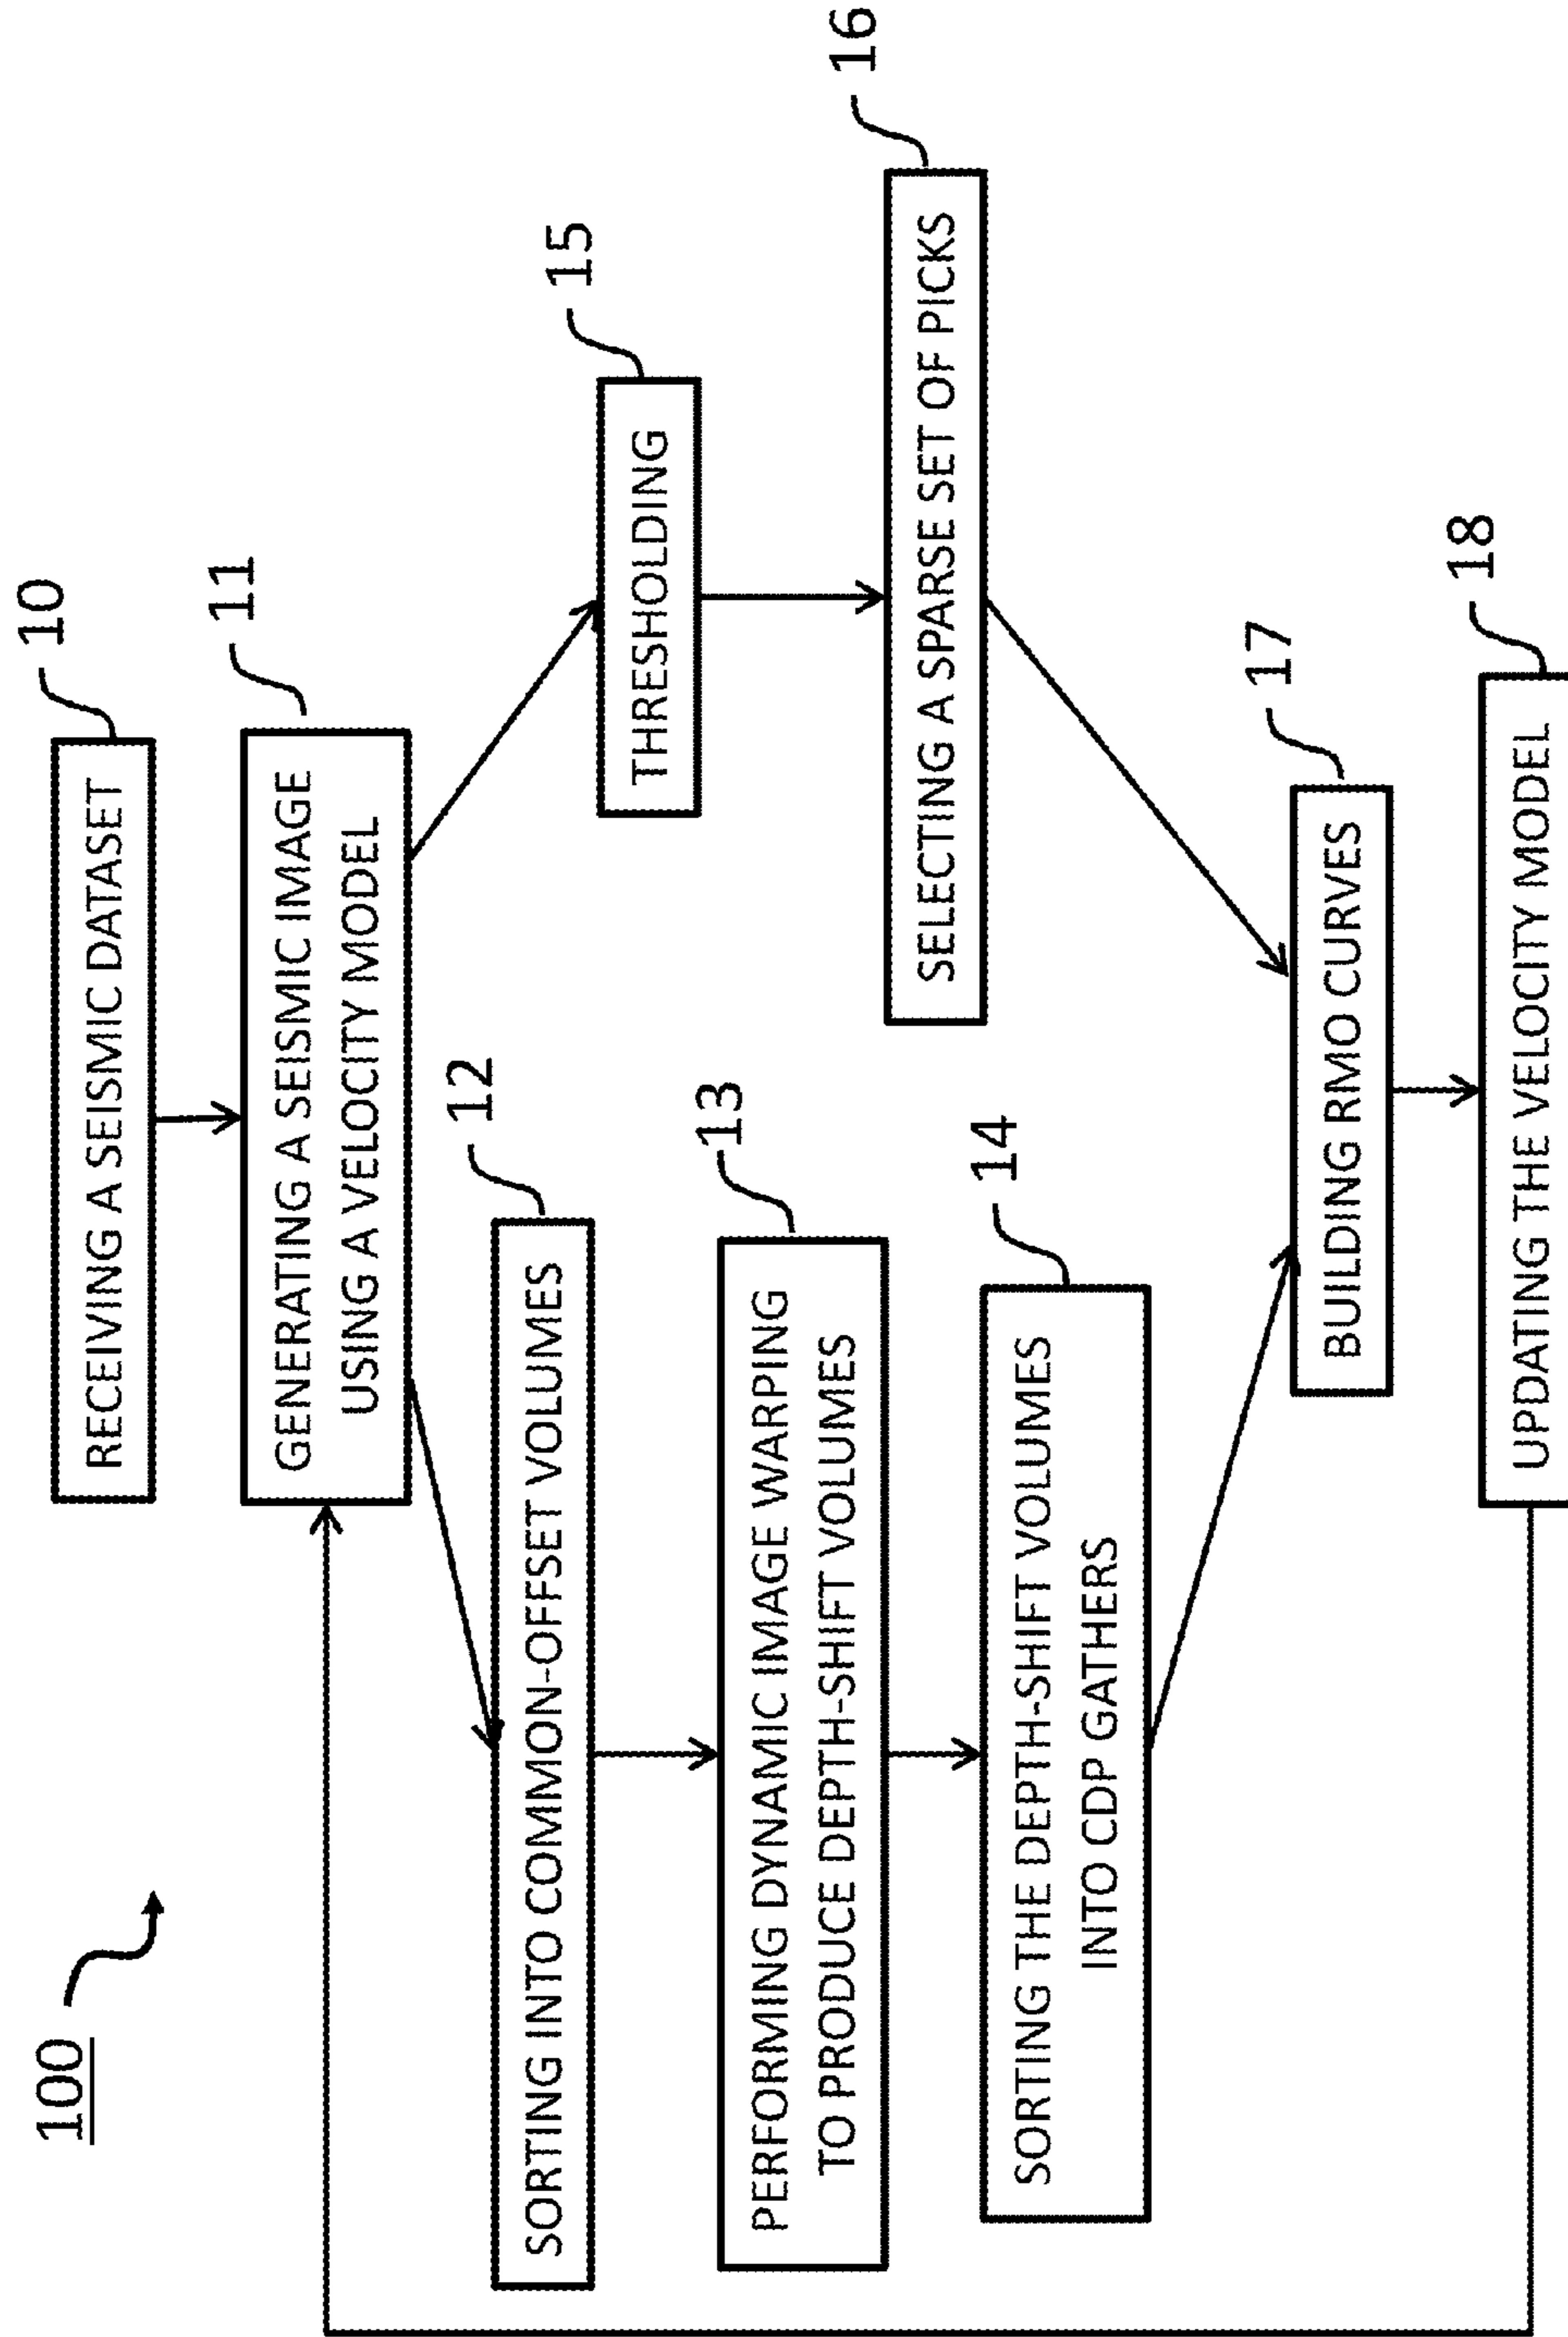 100
10
RECEIVING A SEISMIC DATASET
11
GENERATING A SEISMIC IMAGE
USING A VELOCITY MODEL
12
SORTING INTO COMMON-OFFSET VOLUMES
13
PERFORMING DYNAMIC IMAGE WARPING
TO PRODUCE DEPTH-SHIFT VOLUMES
14
SORTING THE DEPTH-SHIFT VOLUMES
INTO CDP GATHERS
15
THRESHOLDING
16
SELECTING A SPARSE SET OF PICKS
17
BUILDING RMO CURVES
18
UPDATING THE VELOCITY MODEL